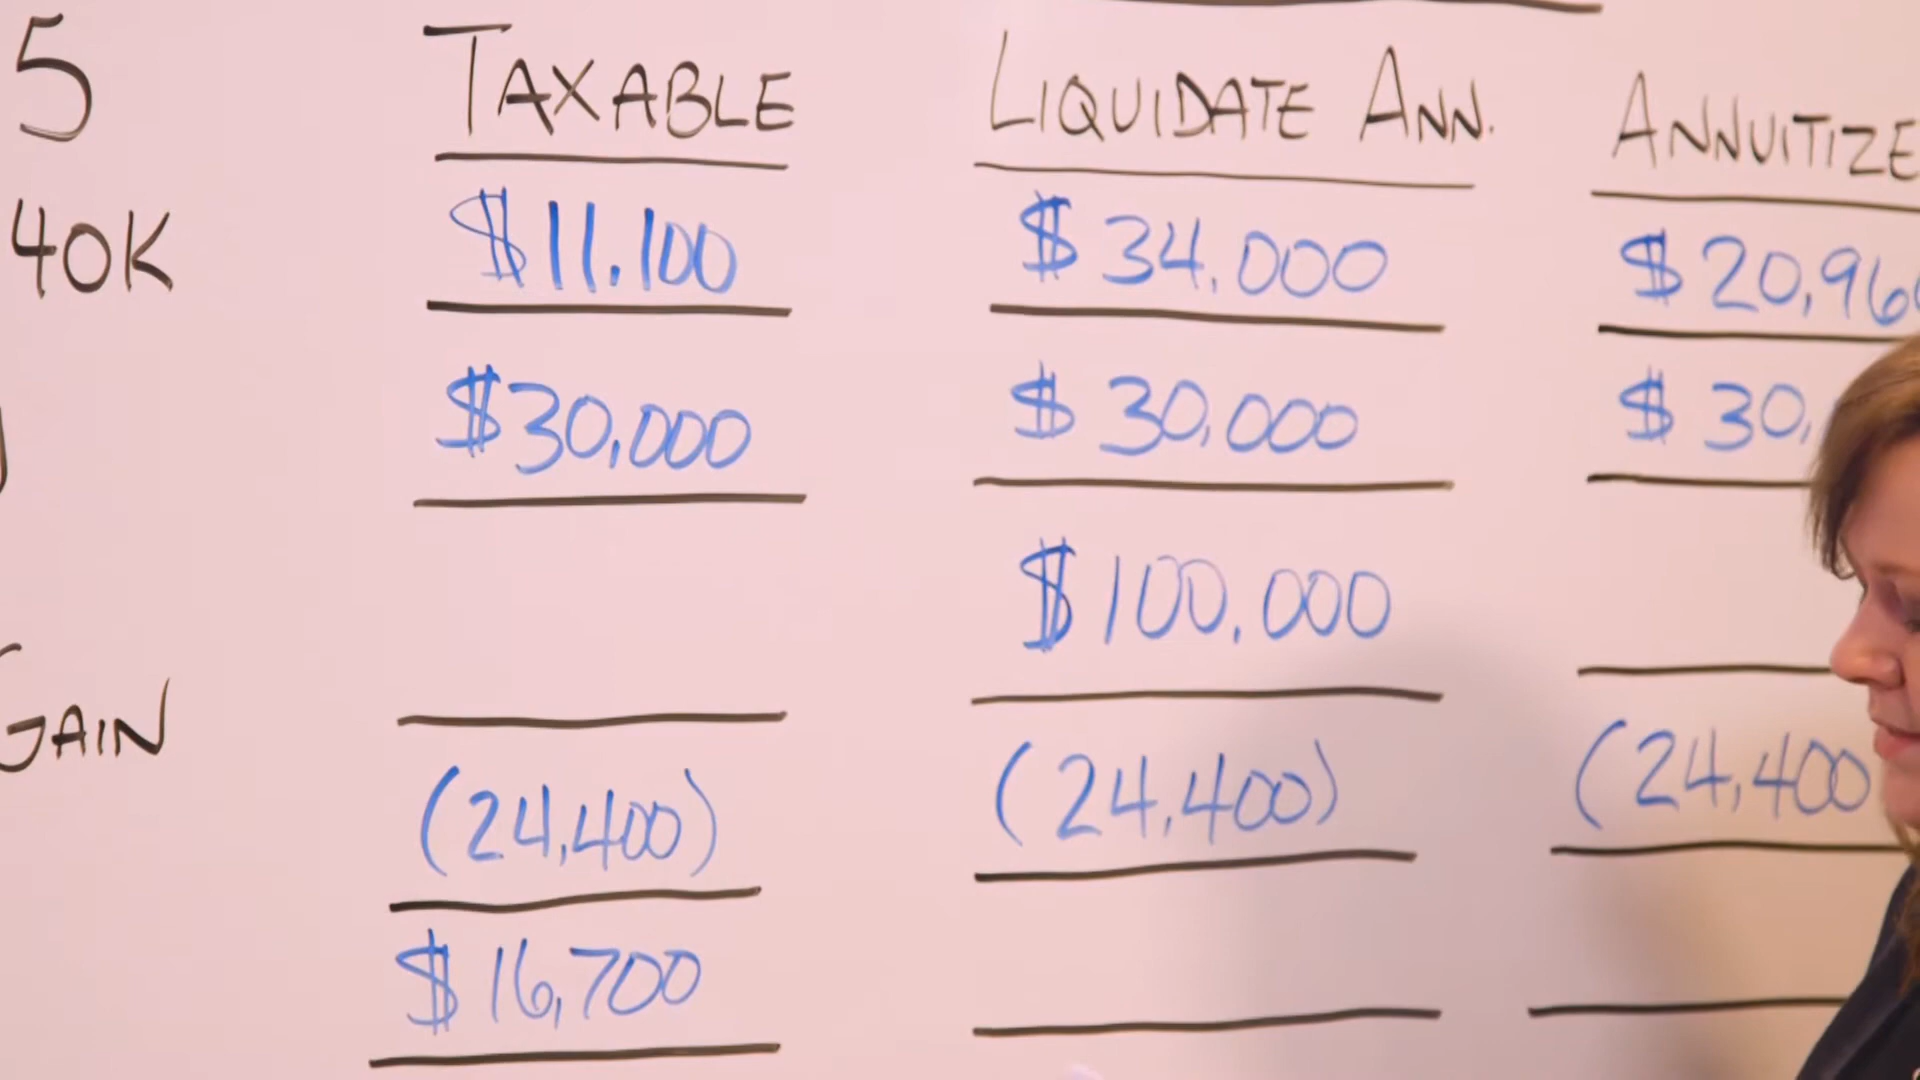 5 TAXABLE LIQUIDATE ANN. ANNUITIZE
40K $11,100 $34,000 $20,96
$30,000 $30,000 $30,
$100,000
GAIN
(24,400) (24,400) (24,400
$16,700